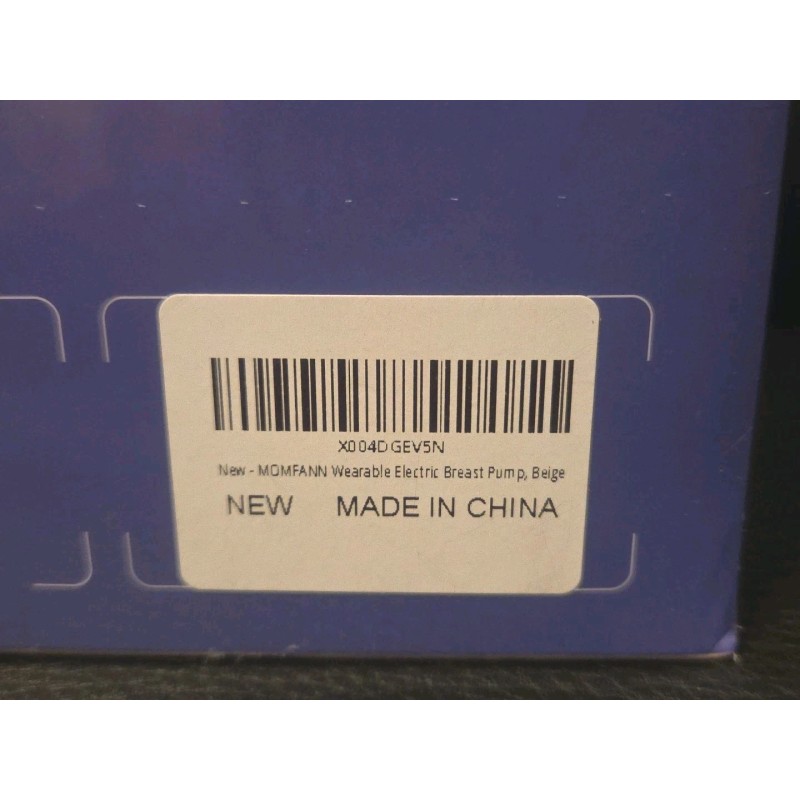 X004DGEV5N
New - MOMFANN Wearable Electric Breast Pump, Beige
NEW MADE IN CHINA